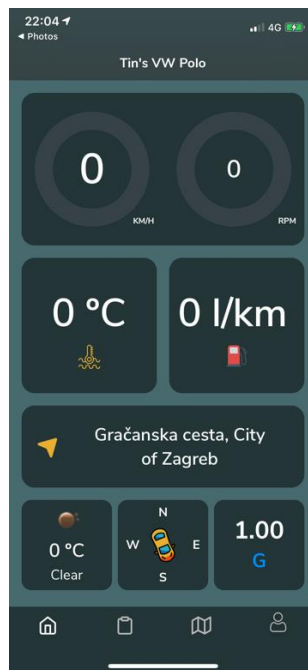 22:04
4G
Photos
Tin's VW Polo
0
KM/H
0
RPM
0 °C
0 l/km
Gračanska cesta, City
of Zagreb
0 °C
Clear
N
W
E
S
1.00
G